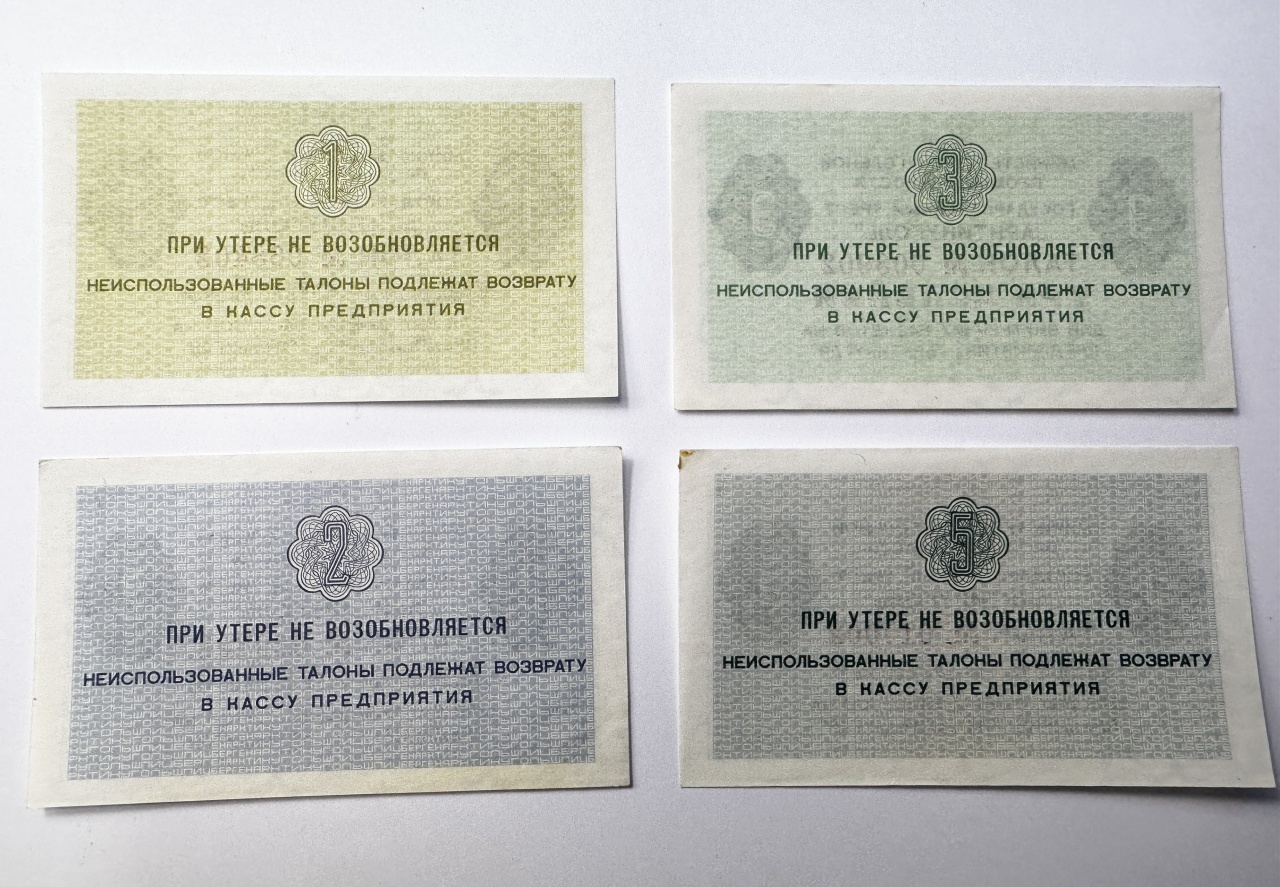 1
ПРИ УТЕРЕ НЕ ВОЗОБНОВЛЯЕТСЯ
НЕИСПОЛЬЗОВАННЫЕ ТАЛОНЫ ПОДЛЕЖАТ ВОЗВРАТУ
В КАССУ ПРЕДПРИЯТИЯ
3
ПРИ УТЕРЕ НЕ ВОЗОБНОВЛЯЕТСЯ
НЕИСПОЛЬЗОВАННЫЕ ТАЛОНЫ ПОДЛЕЖАТ ВОЗВРАТУ
В КАССУ ПРЕДПРИЯТИЯ
2
ПРИ УТЕРЕ НЕ ВОЗОБНОВЛЯЕТСЯ
НЕИСПОЛЬЗОВАННЫЕ ТАЛОНЫ ПОДЛЕЖАТ ВОЗВРАТУ
В КАССУ ПРЕДПРИЯТИЯ
5
ПРИ УТЕРЕ НЕ ВОЗОБНОВЛЯЕТСЯ
НЕИСПОЛЬЗОВАННЫЕ ТАЛОНЫ ПОДЛЕЖАТ ВОЗВРАТУ
В КАССУ ПРЕДПРИЯТИЯ